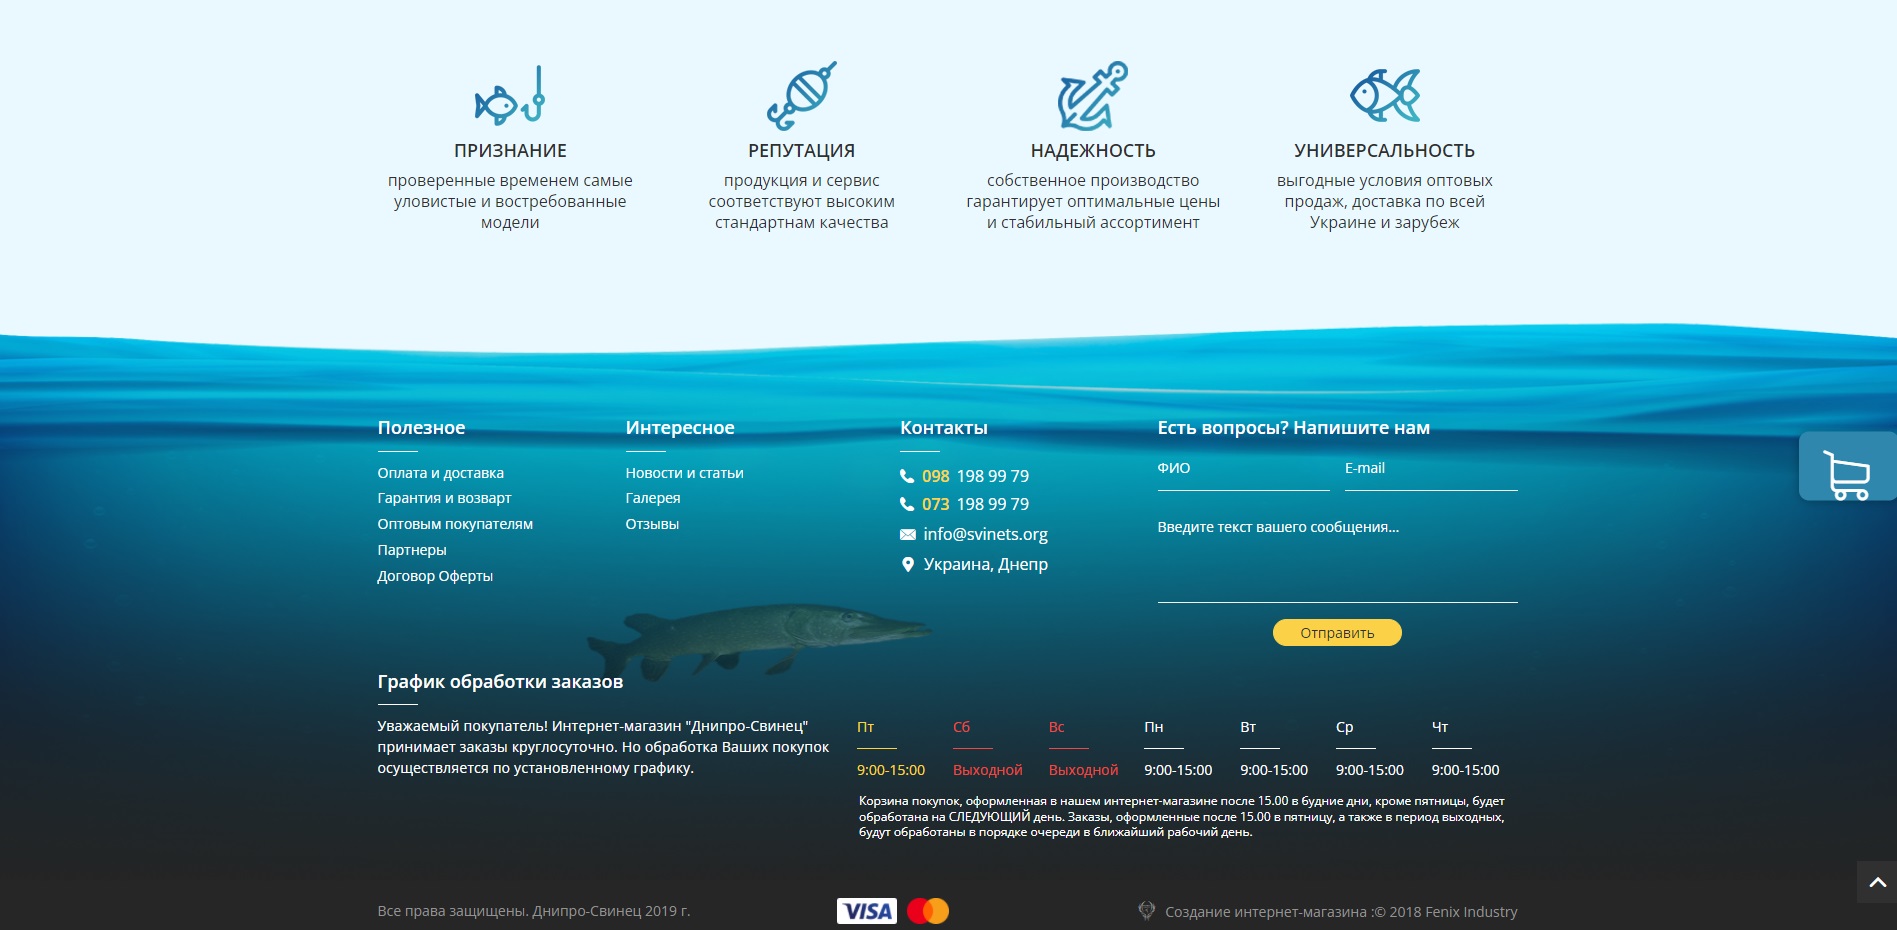 ПРИЗНАНИЕ
проверенные временем самые
уловистые и востребованные
модели
РЕПУТАЦИЯ
продукция и сервис
соответствуют высоким
стандартнам качества
НАДЕЖНОСТЬ
собственное производство
гарантирует оптимальные цены
и стабильный ассортимент
УНИВЕРСАЛЬНОСТЬ
выгодные условия оптовых
продаж, доставка по всей
Украине и зарубеж
Полезное
Оплата и доставка
Гарантия и возварт
Оптовым покупателям
Партнеры
Договор Оферты
Интересное
Новости и статьи
Галерея
Отзывы
Контакты
098 198 99 79
073 198 99 79
info@svinets.org
Украина, Днепр
Есть вопросы? Напишите нам
ФИО
E-mail
Введите текст вашего сообщения...
Отправить
График обработки заказов
Уважаемый покупатель! Интернет-магазин "Днипро-Свинец"
принимает заказы круглосуточно. Но обработка Ваших покупок
осуществляется по установленному графику.
Пт Сб Вс Пн Вт Ср Чт
9:00-15:00 Выходной Выходной 9:00-15:00 9:00-15:00 9:00-15:00 9:00-15:00
Корзина покупок, оформленная в нашем интернет-магазине после 15.00 в будние дни, кроме пятницы, будет
обработана на СЛЕДУЮЩИЙ день. Заказы, оформленные после 15.00 в пятницу, а также в период выходных,
будут обработаны в порядке очереди в ближайший рабочий день.
Все права защищены. Днипро-Свинец 2019 г.
VISA
Создание интернет-магазина :© 2018 Fenix Industry